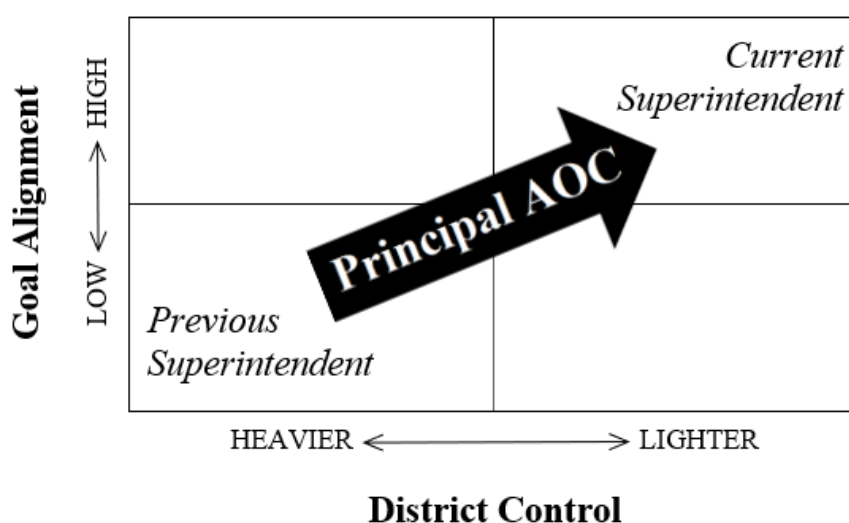 Current
Superintendent
Principal AOC
Previous
Superintendent
Goal Alignment
LOW HIGH
HEAVIER LIGHTER
District Control